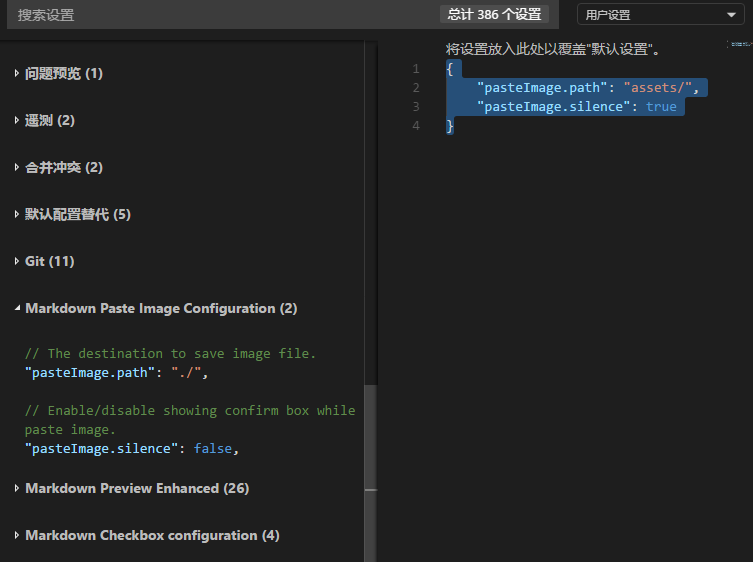 搜索设置
总计 386 个设置
用户设置
问题预览 (1)
遥测 (2)
合并冲突 (2)
默认配置替代 (5)
Git (11)
Markdown Paste Image Configuration (2)
// The destination to save image file.
"pasteImage.path": "./",
// Enable/disable showing confirm box while
paste image.
"pasteImage.silence": false,
Markdown Preview Enhanced (26)
Markdown Checkbox configuration (4)
将设置放入此处以覆盖"默认设置"。
1 {
2 "pasteImage.path": "assets/",
3 "pasteImage.silence": true
4 }